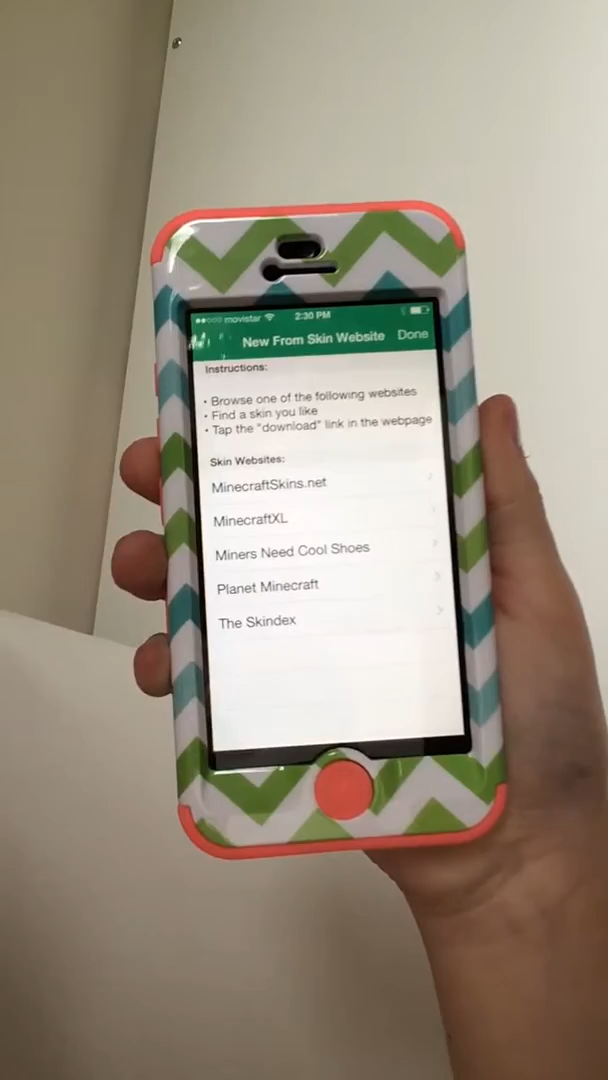 movistar 2:30 PM
New From Skin Website Done
Instructions:
• Browse one of the following websites
• Find a skin you like
• Tap the "download" link in the webpage
Skin Websites:
MinecraftSkins.net
MinecraftXL
Miners Need Cool Shoes
Planet Minecraft
The Skindex